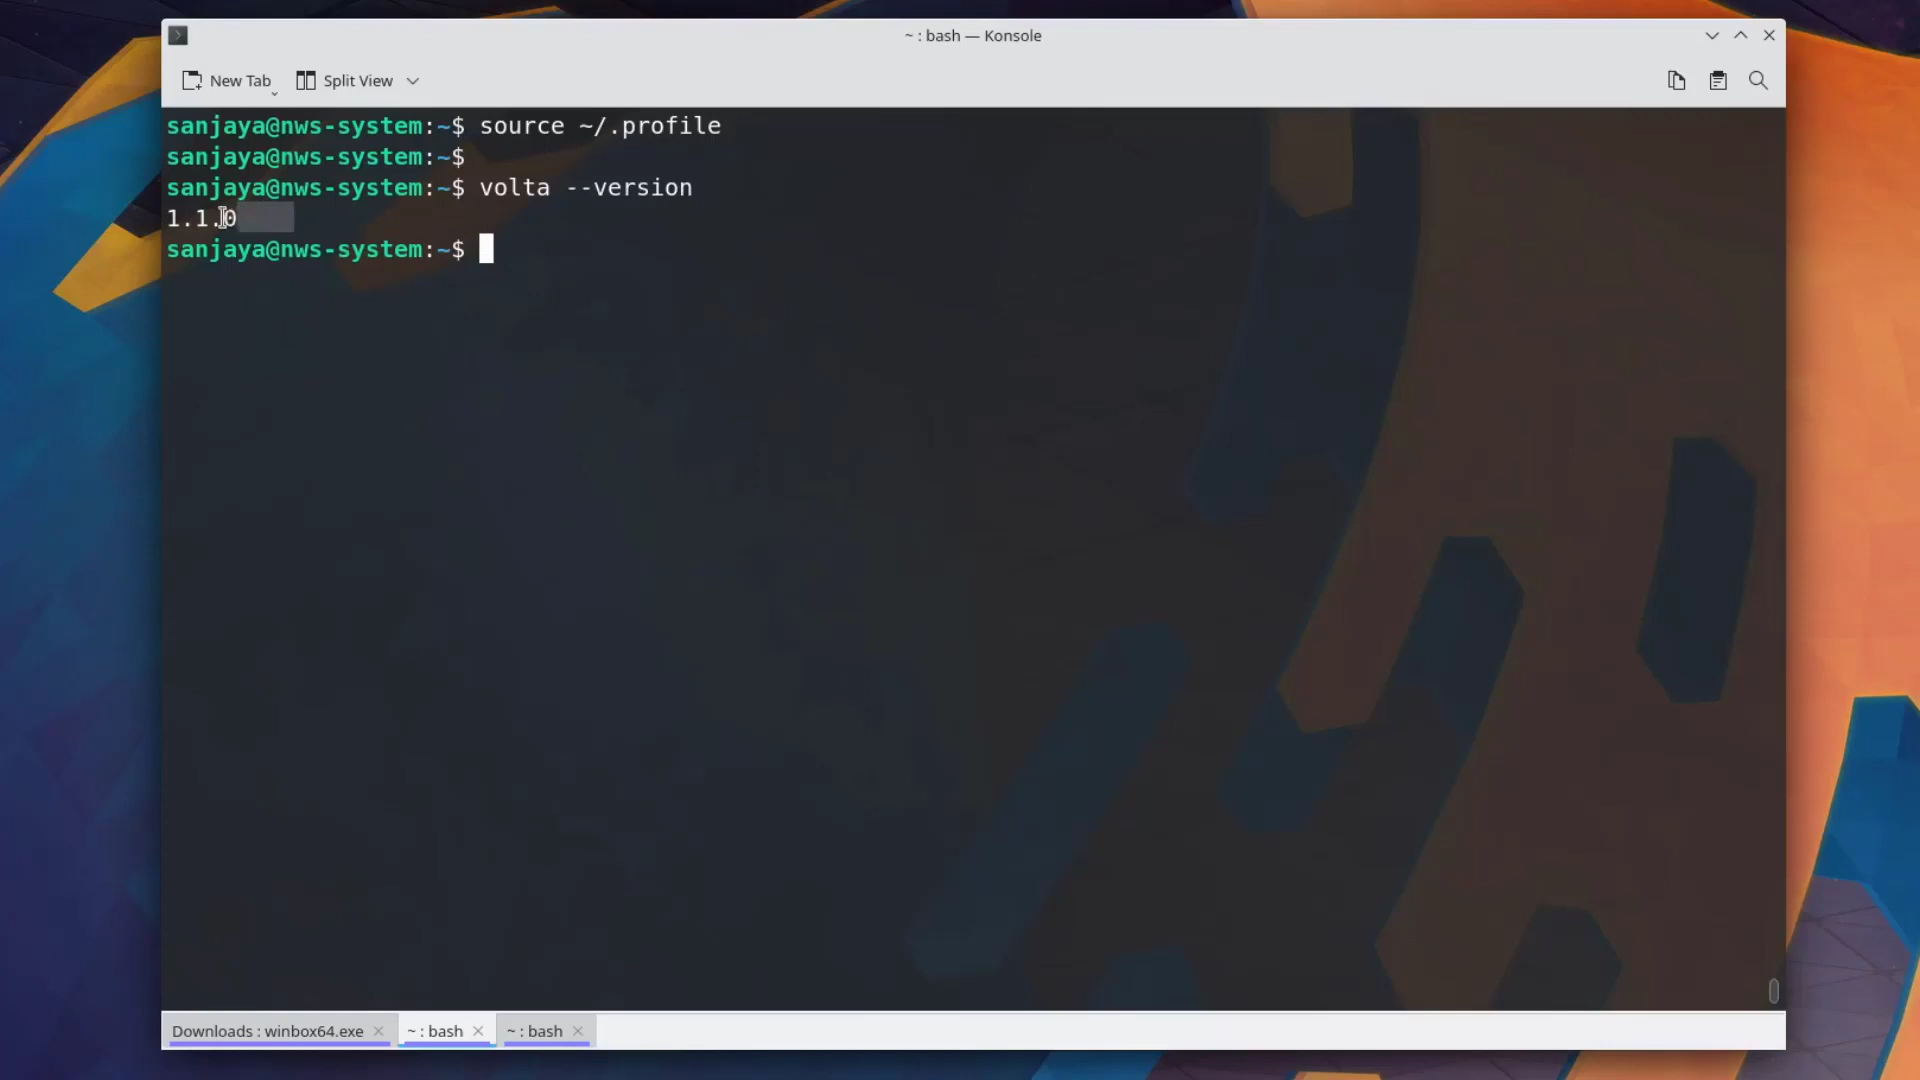 ~ : bash — Konsole
New Tab
Split View
sanjaya@nws-system:~$ source ~/.profile
sanjaya@nws-system:~$
sanjaya@nws-system:~$ volta --version
1.1.0
sanjaya@nws-system:~$
Downloads : winbox64.exe
~ : bash
~ : bash